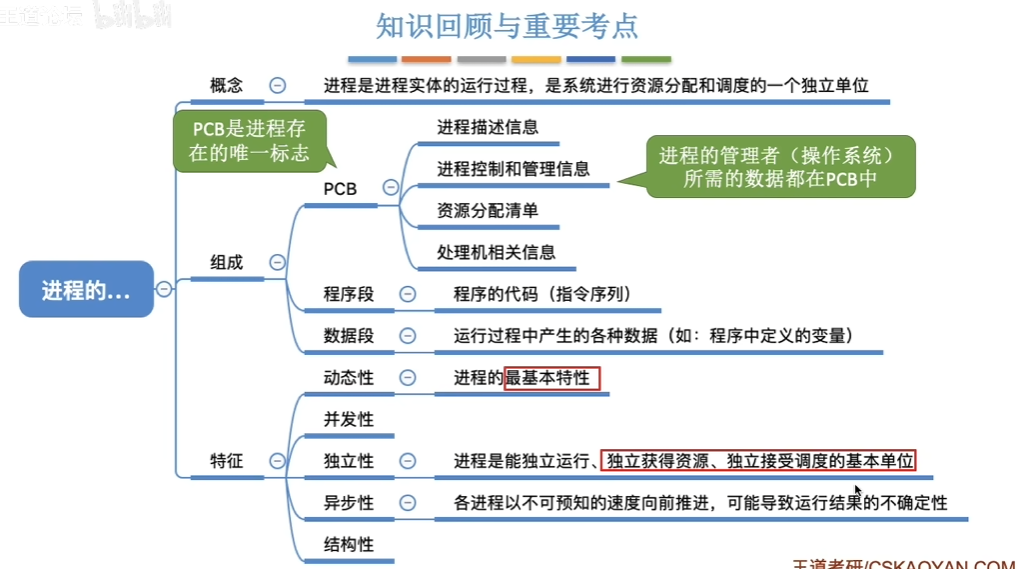 王道论坛 bilibili
知识回顾与重要考点
概念
进程是进程实体的运行过程，是系统进行资源分配和调度的一个独立单位
PCB是进程存
在的唯一标志
进程描述信息
进程控制和管理信息
进程的管理者（操作系统）
所需的数据都在PCB中
PCB
资源分配清单
处理机相关信息
组成
进程的...
程序段
程序的代码（指令序列）
数据段
运行过程中产生的各种数据（如：程序中定义的变量）
动态性
进程的最基本特性
并发性
特征
独立性
进程是能独立运行、独立获得资源、独立接受调度的基本单位
异步性
各进程以不可预知的速度向前推进，可能导致运行结果的不确定性
结构性
王道考研/CSKAOYAN.COM